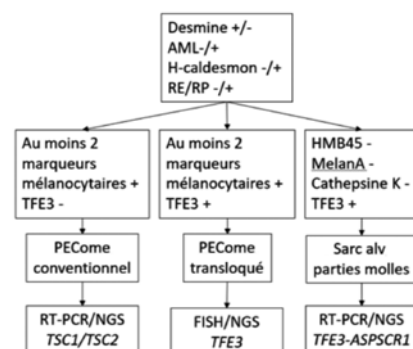 Desmine +/-
AML-/+
H-caldesmon -/+
RE/RP -/+
Au moins 2
marqueurs
mélanocytaires +
TFE3 -
Au moins 2
marqueurs
mélanocytaires +
TFE3 +
HMB45 -
MelanA -
Cathepsine K -
TFE3 +
PECome
conventionnel
PECome
transloqué
Sarc alv
parties molles
RT-PCR/NGS
TSC1/TSC2
FISH/NGS
TFE3
RT-PCR/NGS
TFE3-ASPSCR1